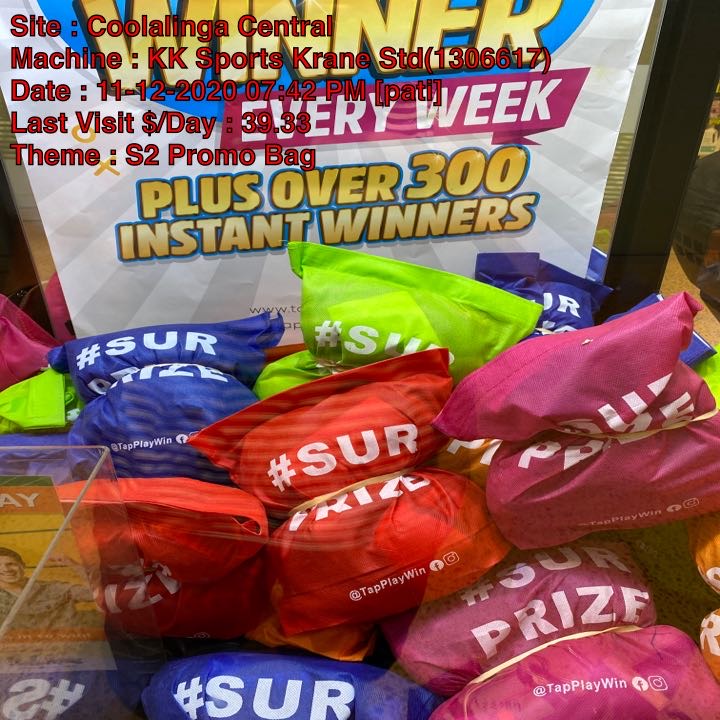 Site : Coolalinga Central
Machine : KK Sports Krane Std(1306617)
Date : 11-12-2020 07:42 PM [pati]
Last Visit $/Day : 39.33
Theme : S2 Promo Bag
WINNER
EVERY WEEK
PLUS OVER 300
INSTANT WINNERS
#SUR
PRIZE
@TapPlayWin
#SUR
#SUR
PRIZE
@TapPlayWin
@TapPlayWin
#SUR
PRIZE
@TapPlayWin
#SUR